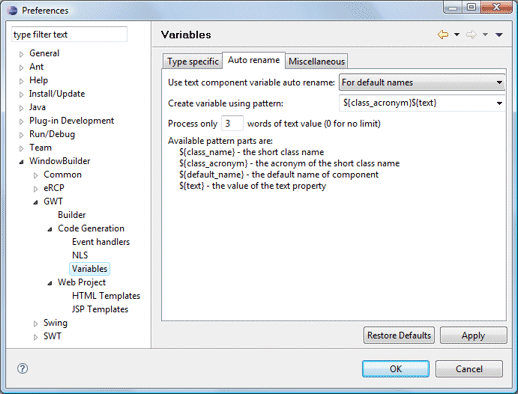 Preferences
type filter text
General
Ant
Help
Install/Update
Java
Plug-in Development
Run/Debug
Team
WindowBuilder
Common
eRCP
GWT
Builder
Code Generation
Event handlers
NLS
Variables
Web Project
HTML Templates
JSP Templates
Swing
SWT
Variables
Type specific Auto rename Miscellaneous
Use text component variable auto rename: For default names
Create variable using pattern: ${class_acronym}${text}
Process only 3 words of text value (0 for no limit)
Available pattern parts are:
${class_name} - the short class name
${class_acronym} - the acronym of the short class name
${default_name} - the default name of component
${text} - the value of the text property
Restore Defaults Apply
OK Cancel